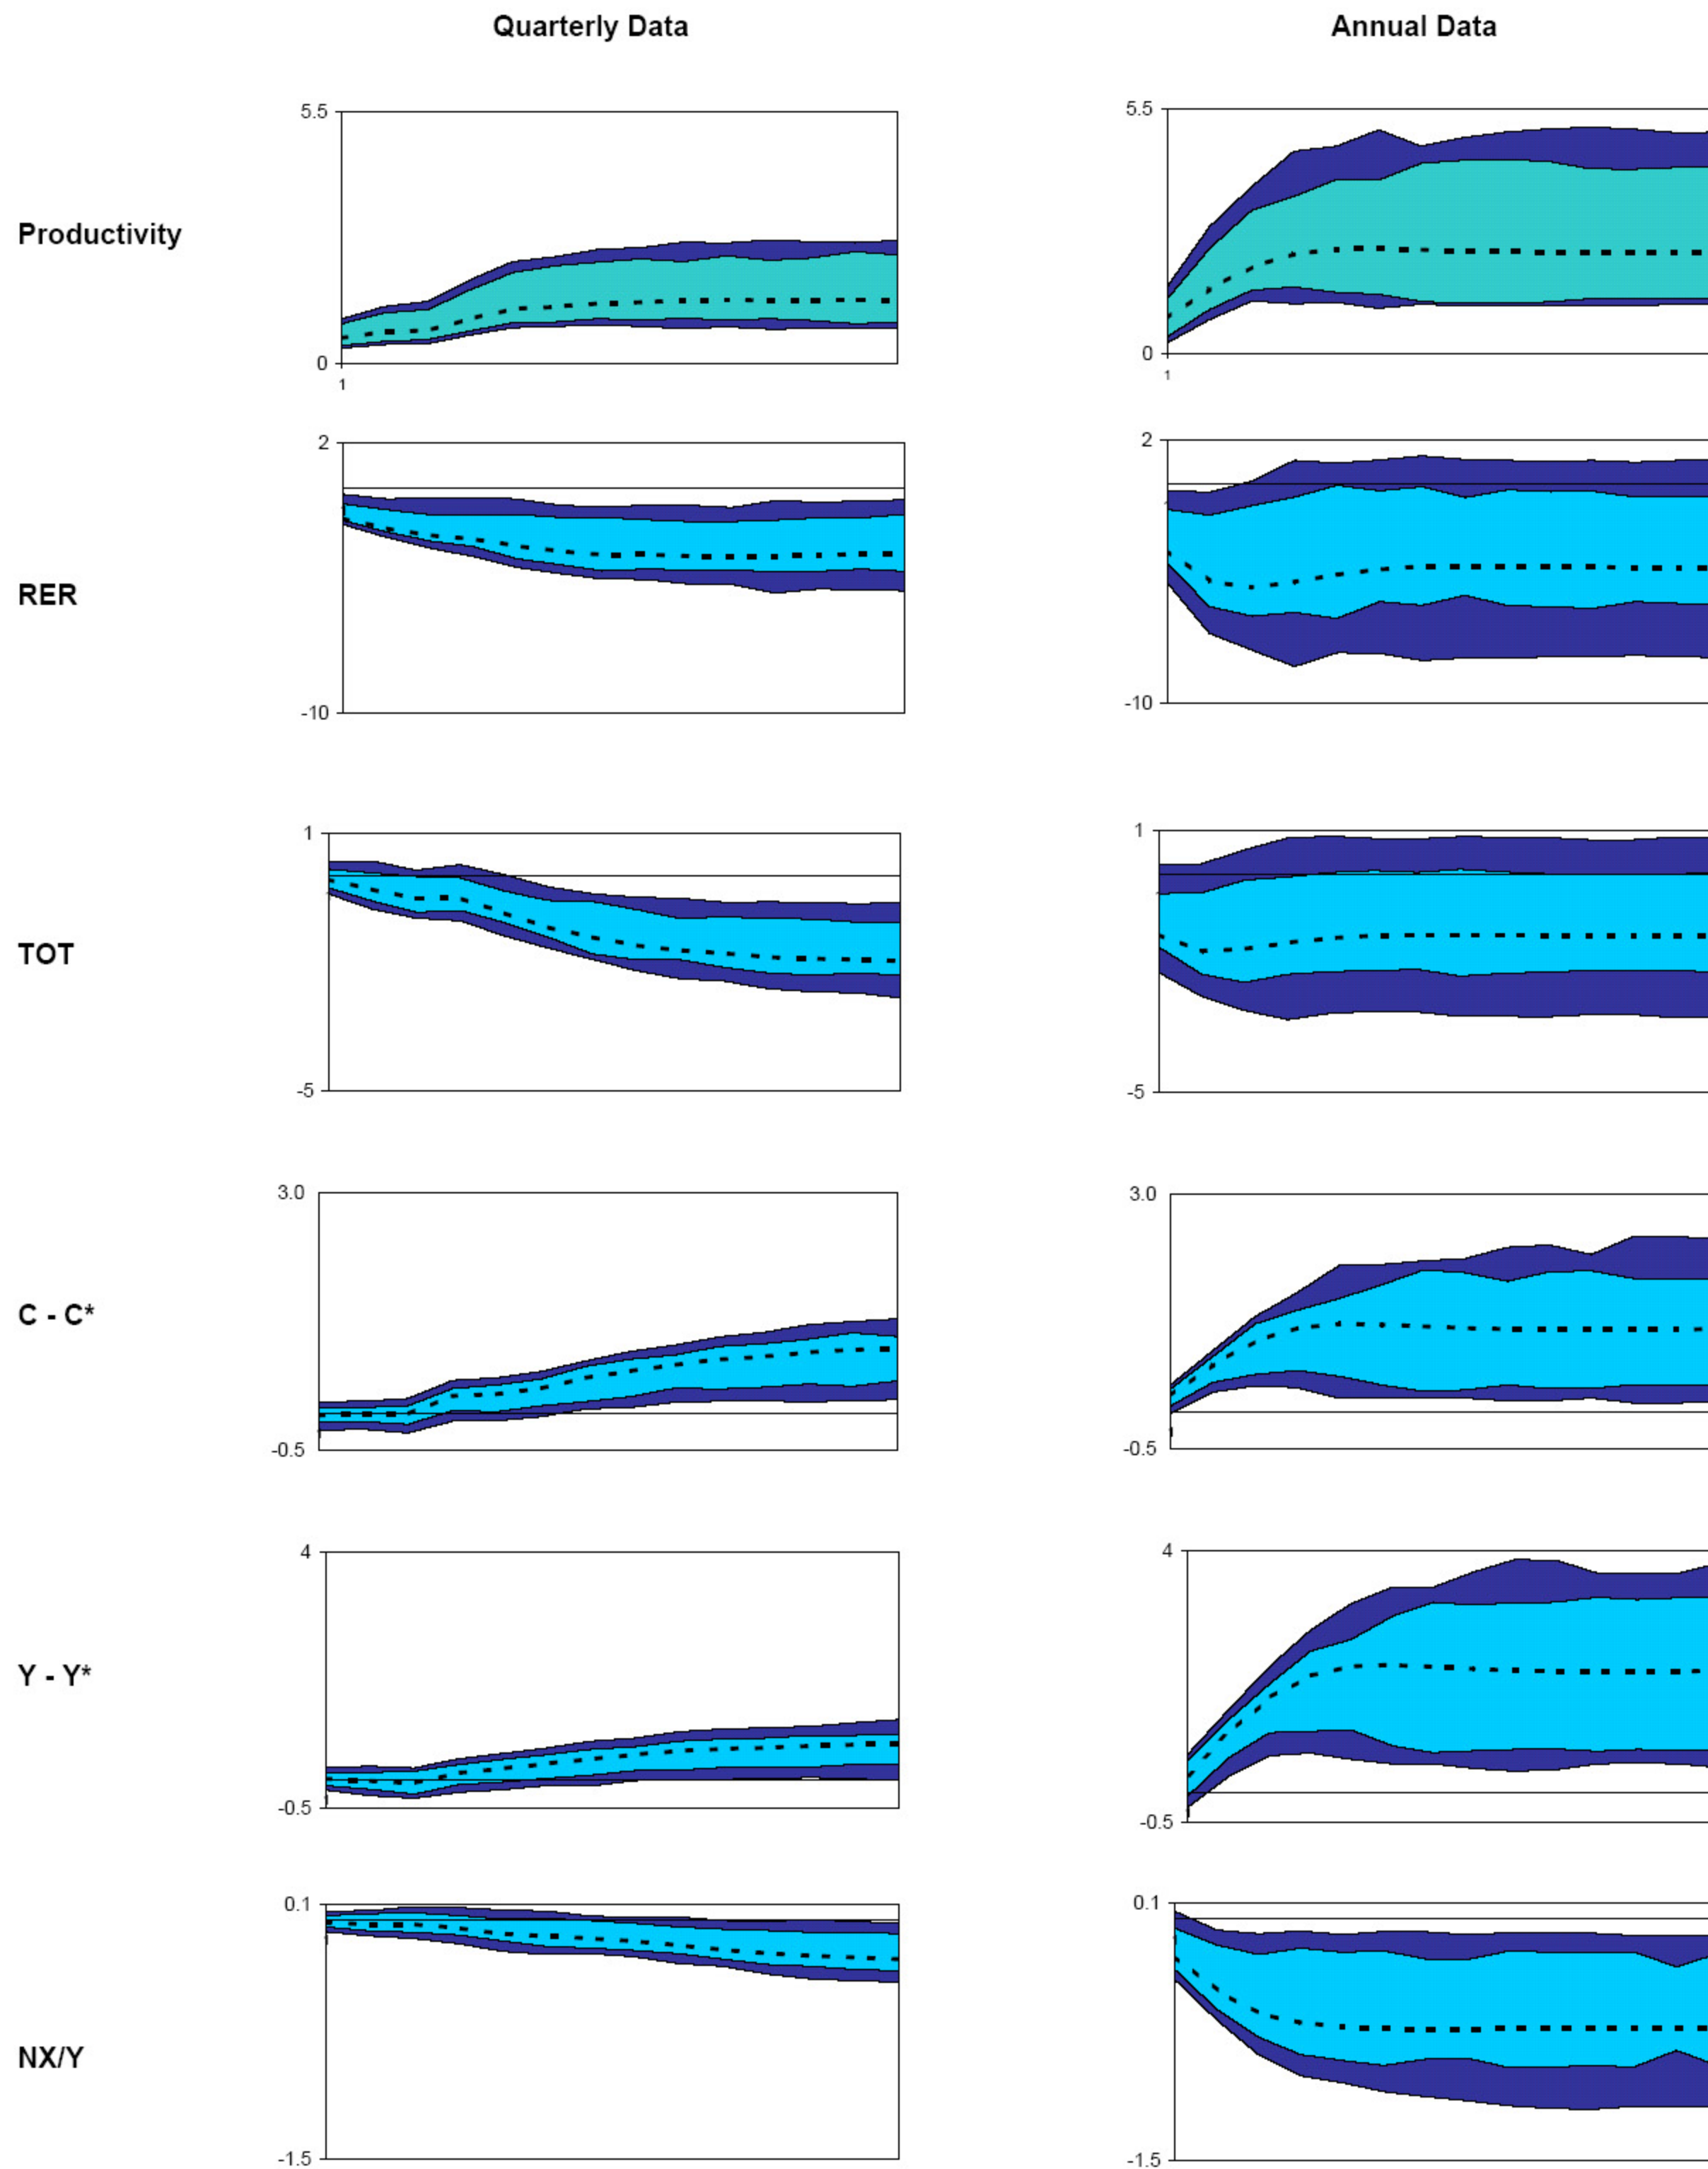 Quarterly Data Annual Data
5.5 5.5
Productivity
0 0
1 1
2 2
RER
-10 -10
1 1
TOT
-5 -5
3.0 3.0
C - C*
-0.5 -0.5
4 4
Y - Y*
-0.5 -0.5
0.1 0.1
NX/Y
-1.5 -1.5